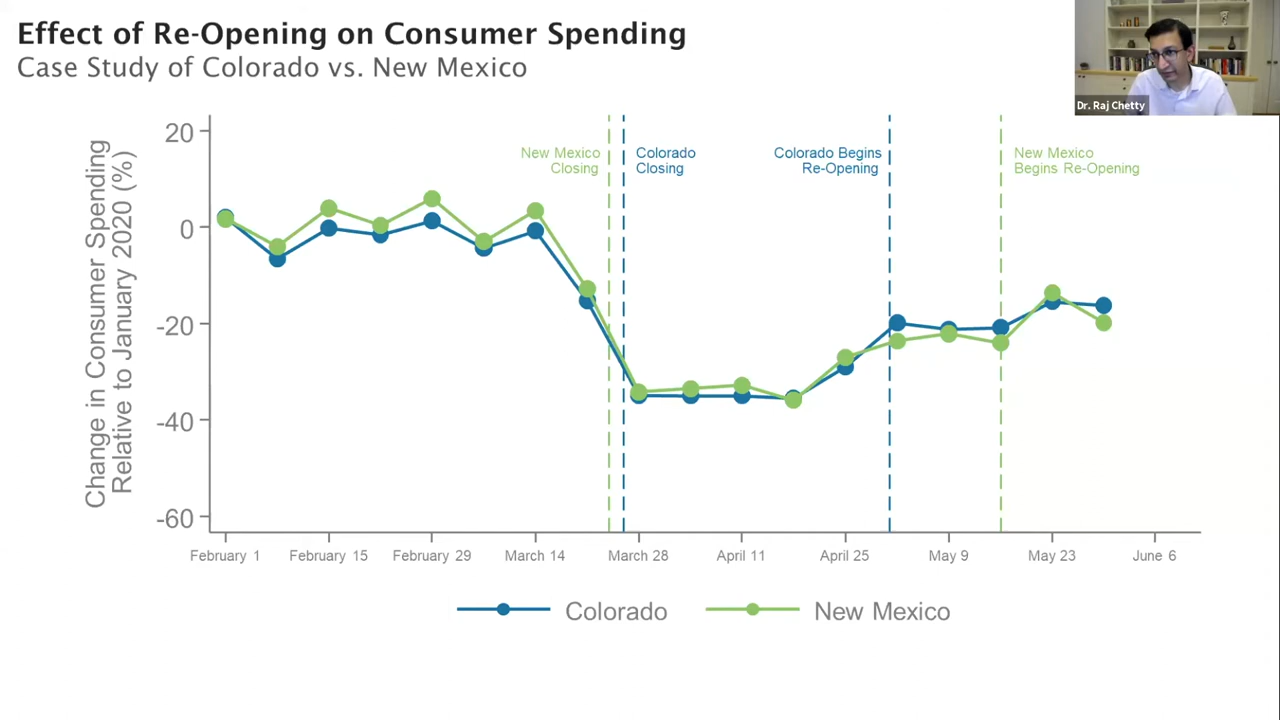 Effect of Re-Opening on Consumer Spending
Case Study of Colorado vs. New Mexico
Dr. Raj Chetty
Change in Consumer Spending
Relative to January 2020 (%)
20
0
-20
-40
-60
New Mexico
Closing
Colorado
Closing
Colorado Begins
Re-Opening
New Mexico
Begins Re-Opening
February 1
February 15
February 29
March 14
March 28
April 11
April 25
May 9
May 23
June 6
Colorado
New Mexico